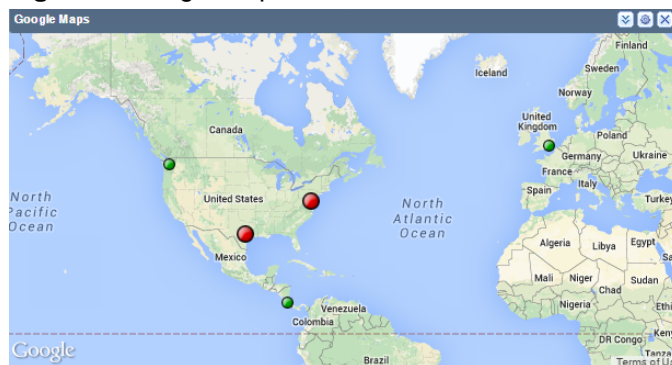 Google Maps
Finland
Sweden
Iceland
Norway
Canada
United
Kingdom
Poland
Germany
Ukraine
France
Italy
Spain
Turkey
North
Pacific
Ocean
United States
North
Atlantic
Ocean
Mexico
Algeria
Libya
Egypt
Mali
Niger
Chad
Sudan
Nigeria
Venezuela
Colombia
DR Congo
Brazil
Google